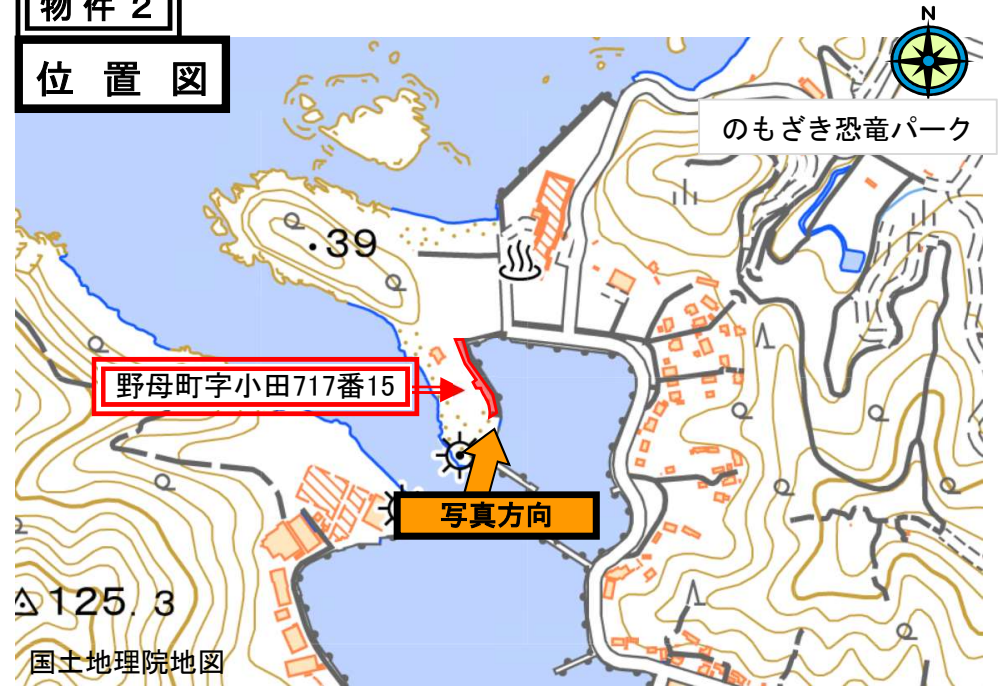 物件2
位置図
N
のもざき恐竜パーク
・39
野母町字小田717番15
写真方向
125.3
国土地理院地図